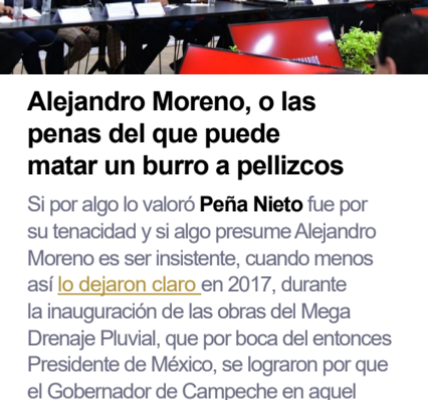 Alejandro Moreno, o las
penas del que puede
matar un burro a pellizcos
Si por algo lo valoró Peña Nieto fue por
su tenacidad y si algo presume Alejandro
Moreno es ser insistente, cuando menos
así lo dejaron claro en 2017, durante
la inauguración de las obras del Mega
Drenaje Pluvial, que por boca del entonces
Presidente de México, se lograron por que
el Gobernador de Campeche en aquel